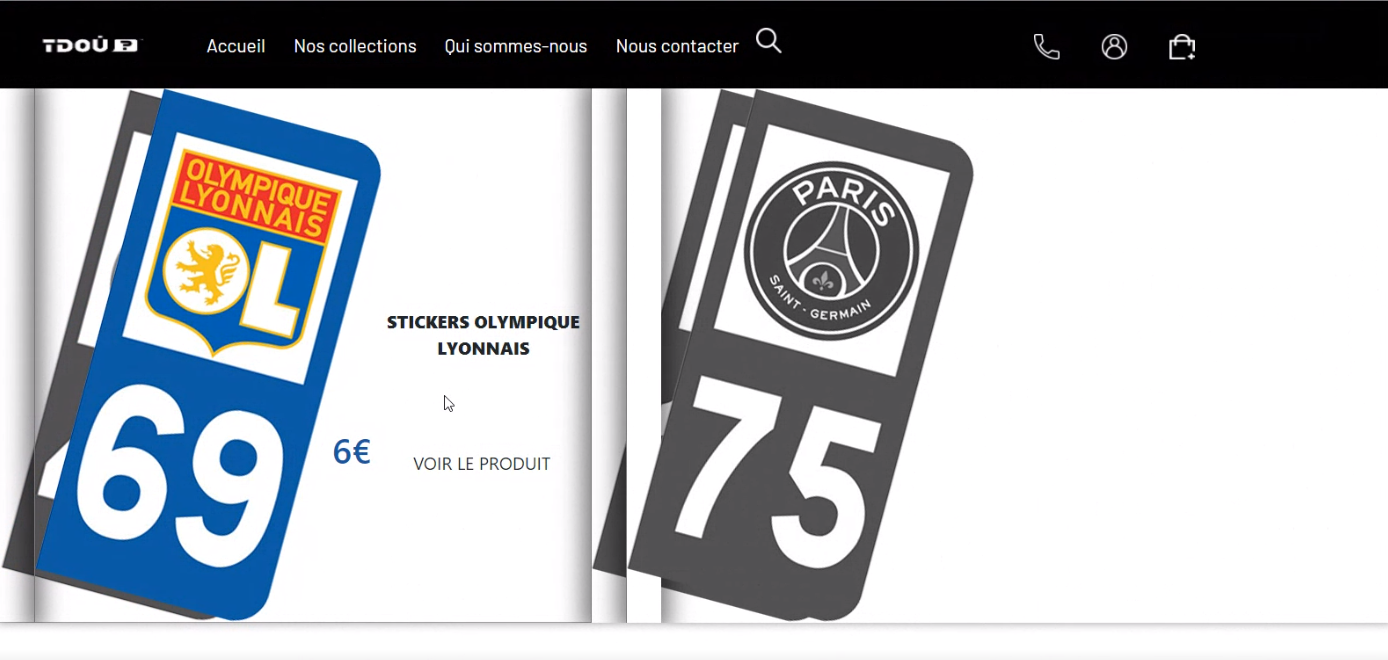 TDOÙ ?
Accueil
Nos collections
Qui sommes-nous
Nous contacter
OLYMPIQUE
LYONNAIS
OL
69
STICKERS OLYMPIQUE
LYONNAIS
6€
VOIR LE PRODUIT
PARIS
SAINT-GERMAIN
75